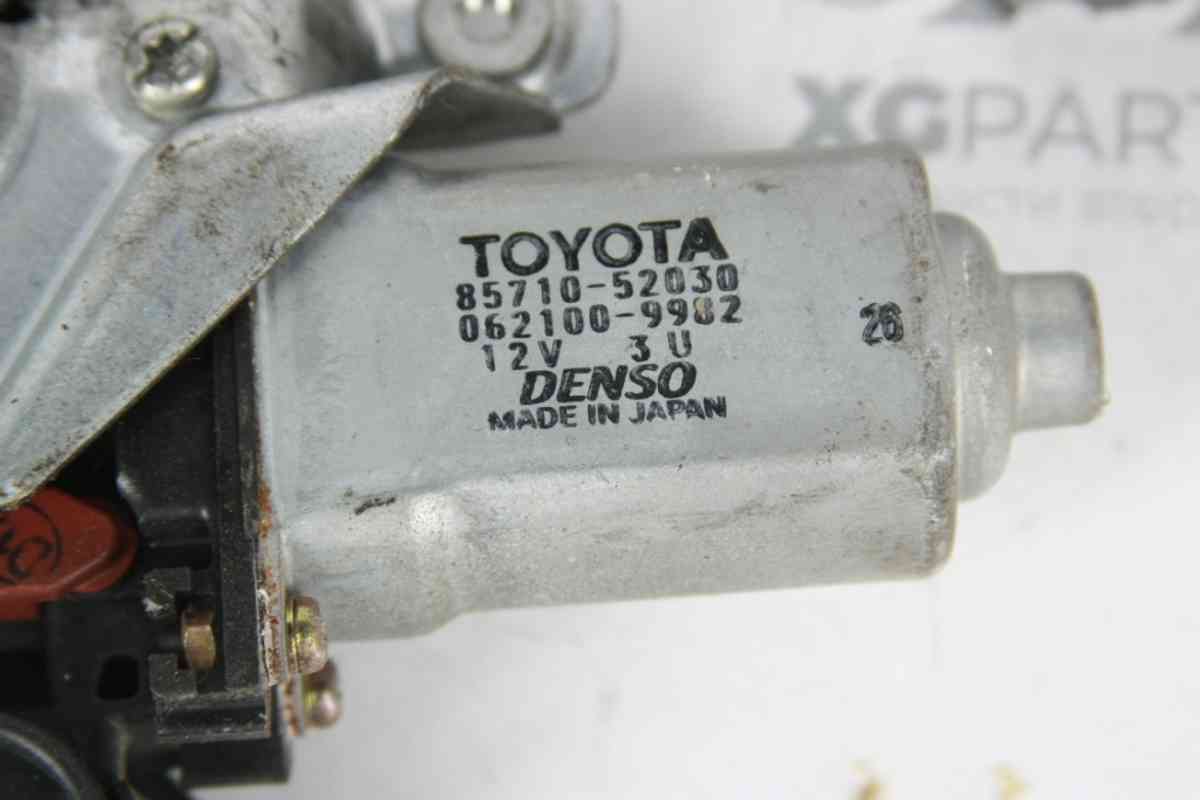 XGPART
TOYOTA
85710-52030
062100-9982
12V 3U
26
DENSO
MADE IN JAPAN